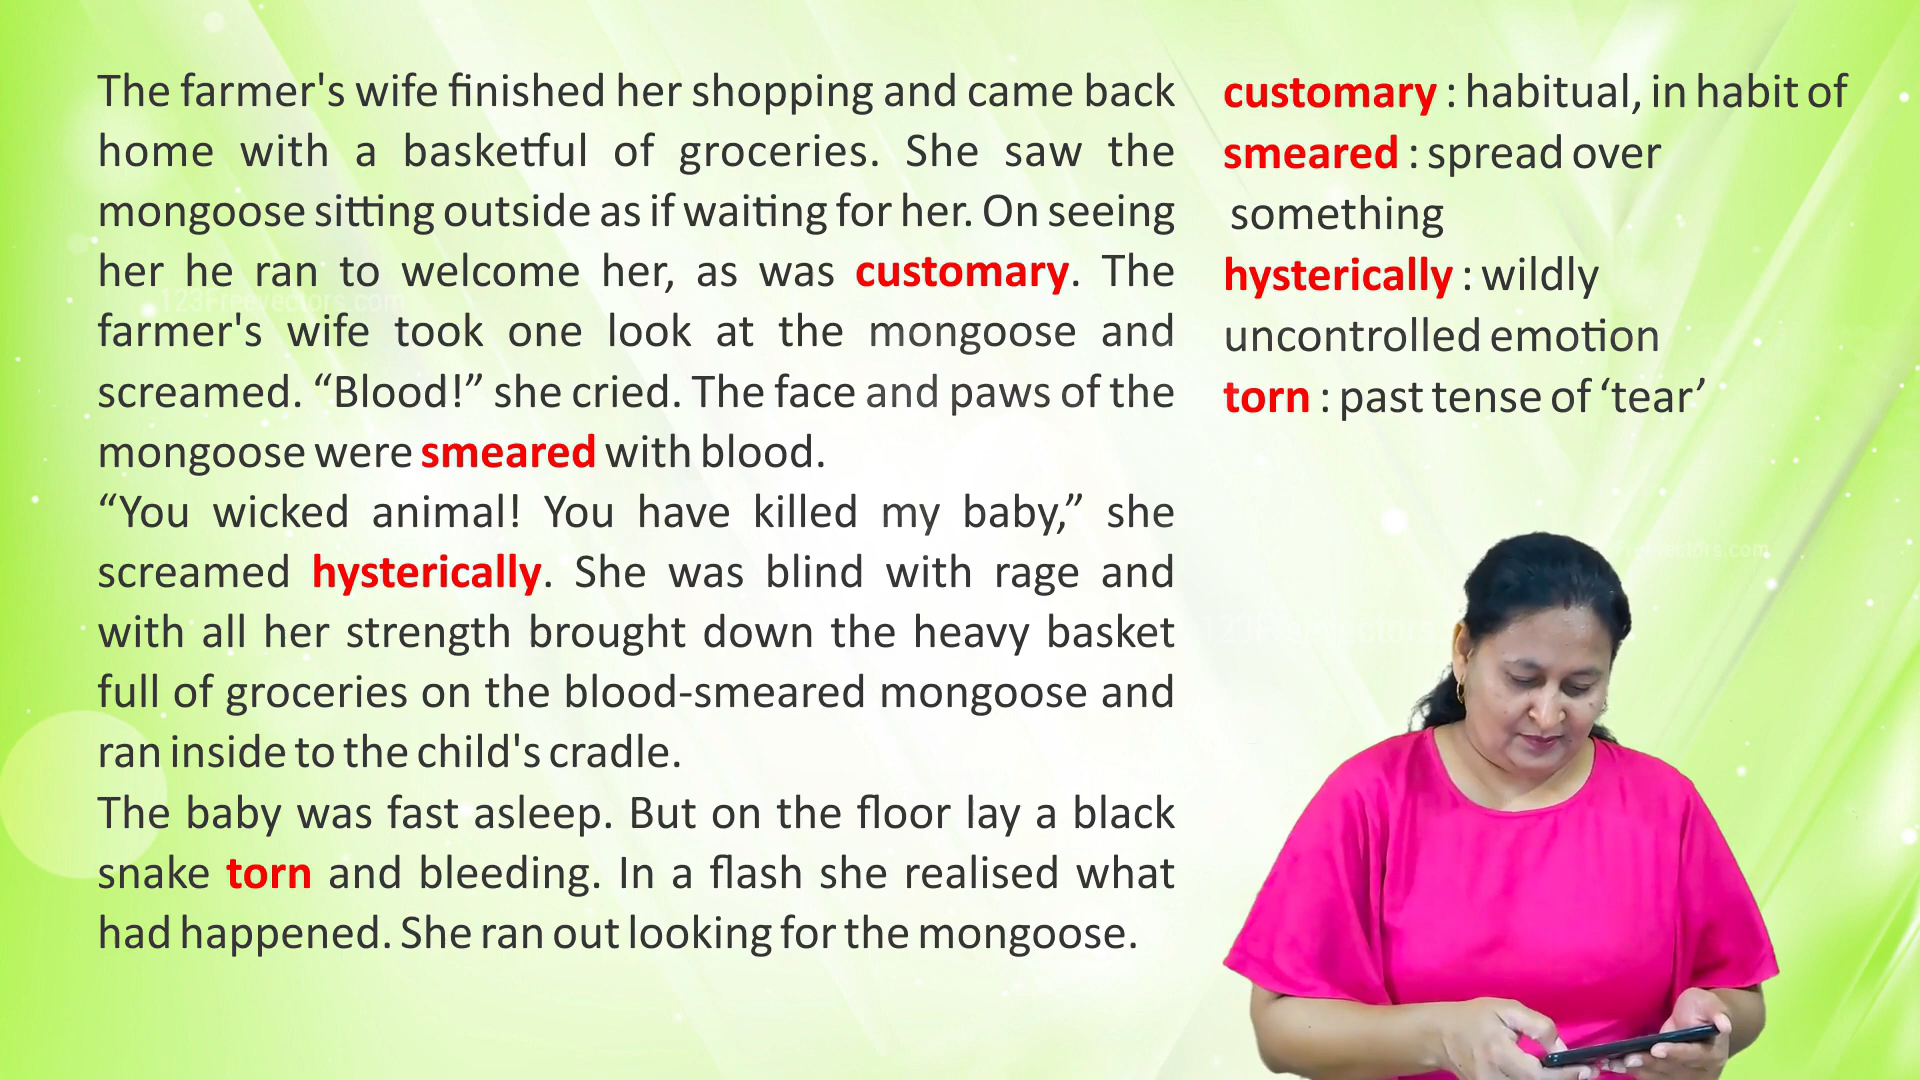 The farmer's wife finished her shopping and came back
home with a basketful of groceries. She saw the
mongoose sitting outside as if waiting for her. On seeing
her he ran to welcome her, as was customary. The
farmer's wife took one look at the mongoose and
screamed. “Blood!” she cried. The face and paws of the
mongoose were smeared with blood.
“You wicked animal! You have killed my baby,” she
screamed hysterically. She was blind with rage and
with all her strength brought down the heavy basket
full of groceries on the blood-smeared mongoose and
ran inside to the child's cradle.
The baby was fast asleep. But on the floor lay a black
snake torn and bleeding. In a flash she realised what
had happened. She ran out looking for the mongoose.
customary : habitual, in habit of
smeared : spread over
something
hysterically : wildly
uncontrolled emotion
torn : past tense of ‘tear’
123Freevectors.com